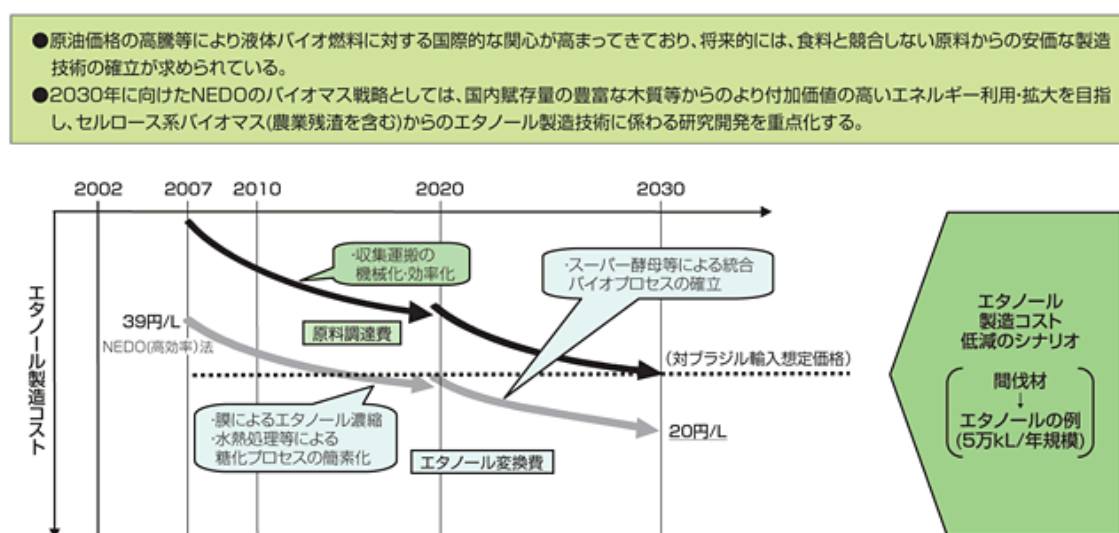 ●原油価格の高騰等により液体バイオ燃料に対する国際的な関心が高まってきており、将来的には、食料と競合しない原料からの安価な製造
技術の確立が求められている。
●2030年に向けたNEDOのバイオマス戦略としては、国内賦存量の豊富な木質等からのより付加価値の高いエネルギー利用・拡大を目指
し、セルロース系バイオマス(農業残渣を含む)からのエタノール製造技術に係わる研究開発を重点化する。
2002 2007 2010 2020 2030
エタノール製造コスト
・収集運搬の
機械化・効率化
・スーパー酵母等による統合
バイオプロセスの確立
39円/L
NEDO(高効率)法
原料調達費
(対ブラジル輸入想定価格)
・膜によるエタノール濃縮
・水熱処理等による
糖化プロセスの簡素化
エタノール変換費
20円/L
エタノール
製造コスト
低減のシナリオ
間伐材
↓
エタノールの例
(5万kL/年規模)